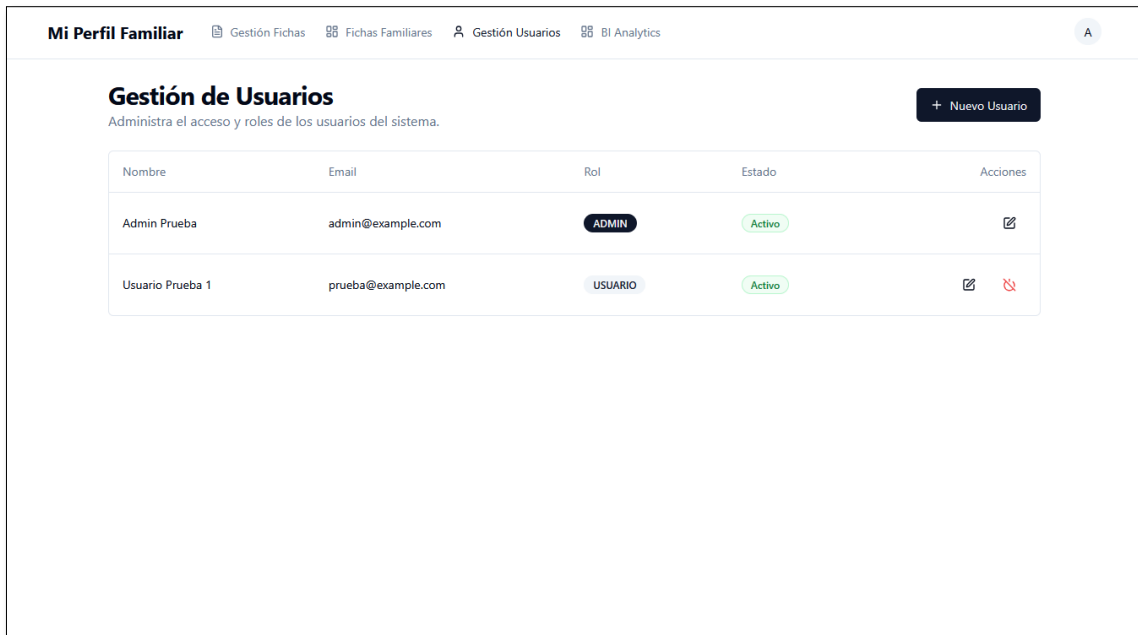 Mi Perfil Familiar Gestión Fichas Fichas Familiares Gestión Usuarios BI Analytics A
Gestión de Usuarios
Administra el acceso y roles de los usuarios del sistema.
+ Nuevo Usuario
Nombre Email Rol Estado Acciones
Admin Prueba admin@example.com ADMIN Activo
Usuario Prueba 1 prueba@example.com USUARIO Activo